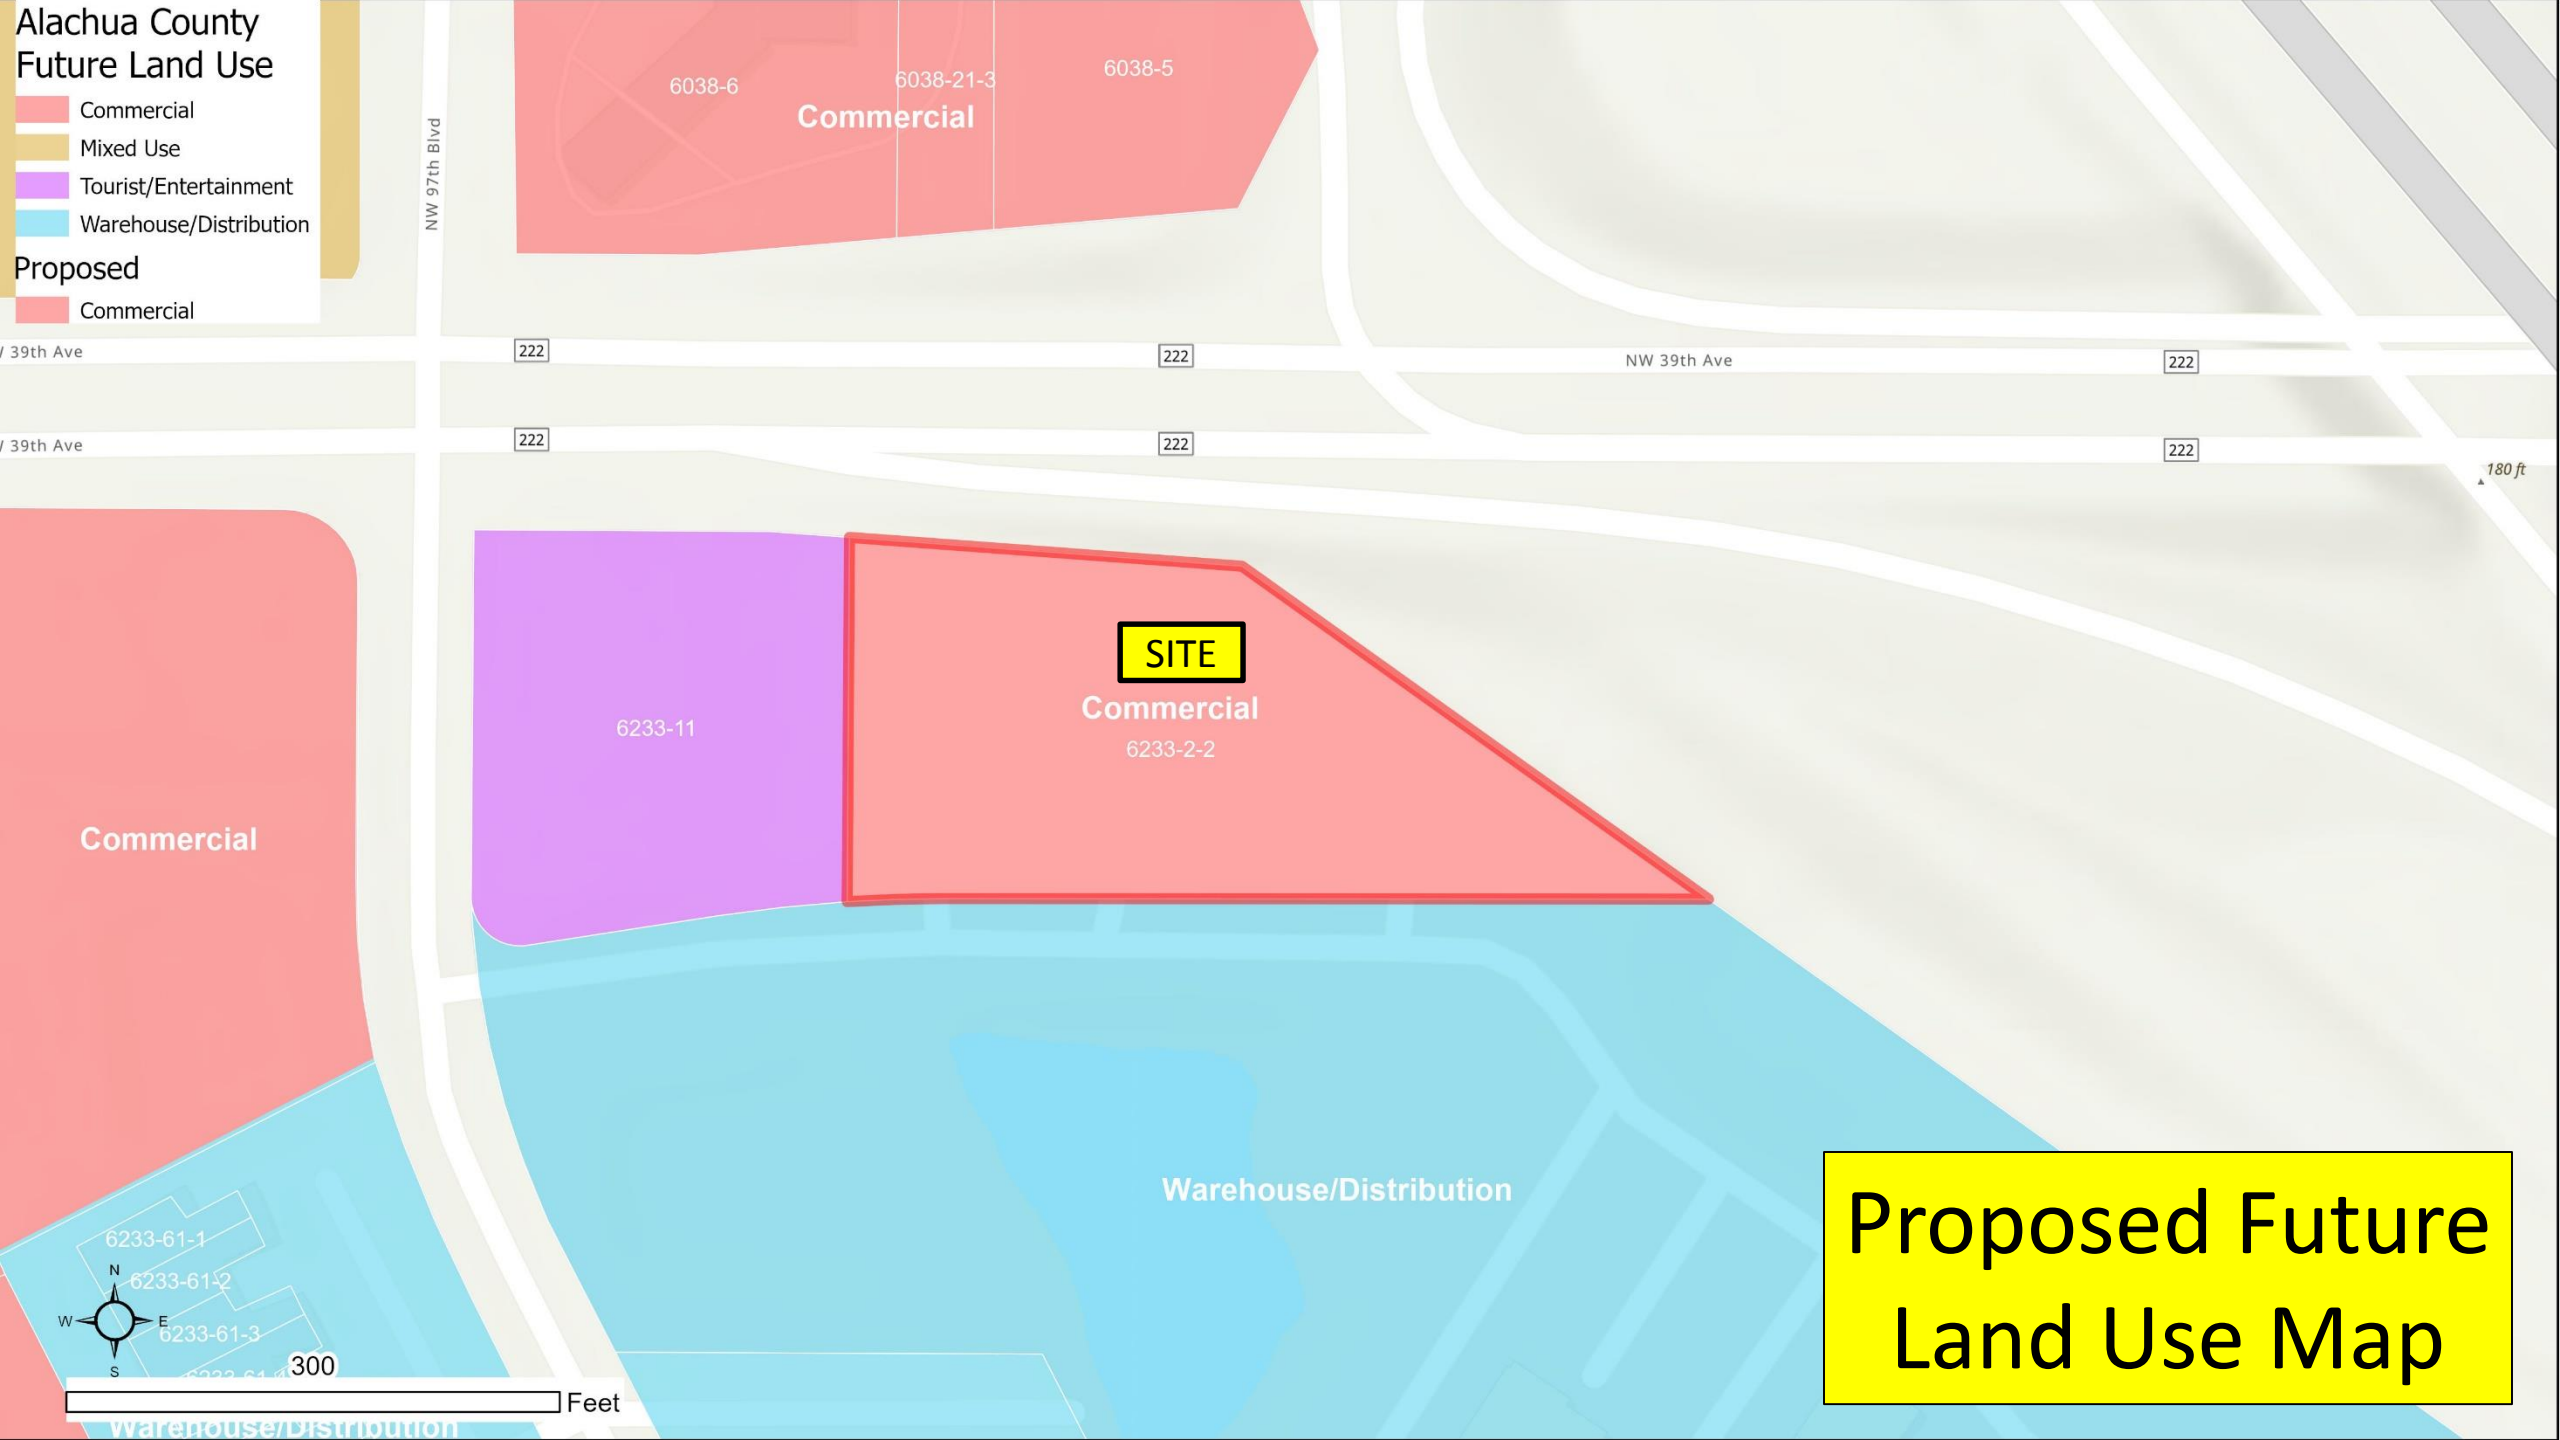 Alachua County
Future Land Use
Commercial
Mixed Use
Tourist/Entertainment
Warehouse/Distribution
Proposed
Commercial
NW 97th Blvd
6038-6
6038-21-3
6038-5
Commercial
39th Ave
222
222
NW 39th Ave
222
39th Ave
222
222
222
180 ft
SITE
Commercial
6233-2-2
6233-11
Commercial
Warehouse/Distribution
6233-61-1
6233-61-2
6233-61-3
N
W
E
S
300
Feet
Warehouse/Distribution
Proposed Future
Land Use Map